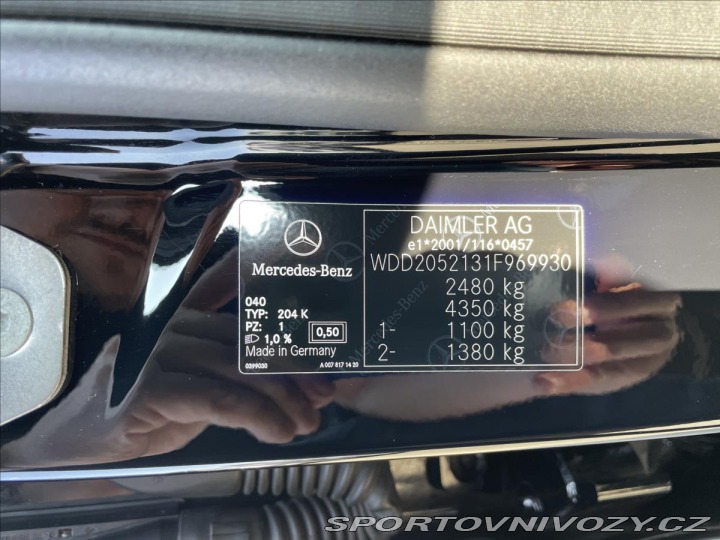 Mercedes-Benz
040
TYP: 204 K
PZ: 1
1,0 % 0,50
Made in Germany
0399030 A 007 817 14 20
DAIMLER AG
e1*2001/116*0457
WDD2052131F969930
2480 kg
4350 kg
1- 1100 kg
2- 1380 kg
SPORTOVNIVOZY.CZ